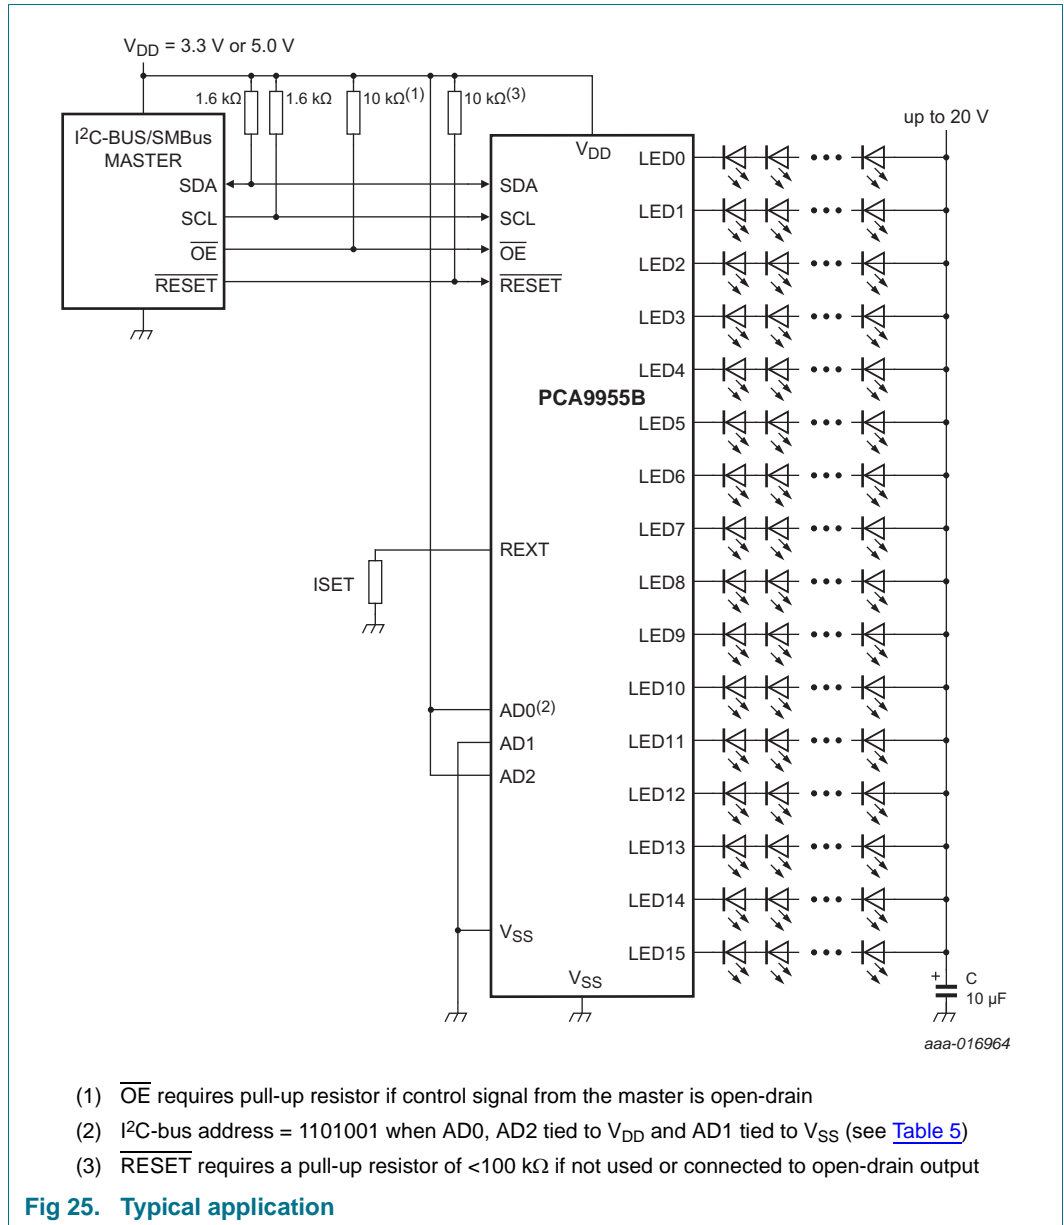 VDD = 3.3 V or 5.0 V
1.6 kΩ 1.6 kΩ 10 kΩ(1) 10 kΩ(3)
up to 20 V
I2C-BUS/SMBus
MASTER
SDA
SCL
OE
RESET
VDD
SDA
SCL
OE
RESET
PCA9955B
REXT
ISET
AD0(2)
AD1
AD2
VSS
VSS
LED0
LED1
LED2
LED3
LED4
LED5
LED6
LED7
LED8
LED9
LED10
LED11
LED12
LED13
LED14
LED15
+ C
10 μF
aaa-016964
(1) OE requires pull-up resistor if control signal from the master is open-drain
(2) I2C-bus address = 1101001 when AD0, AD2 tied to VDD and AD1 tied to VSS (see Table 5)
(3) RESET requires a pull-up resistor of <100 kΩ if not used or connected to open-drain output
Fig 25. Typical application